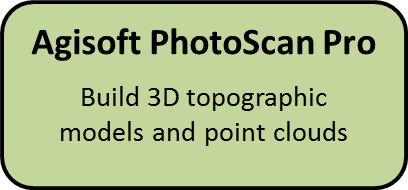 Agisoft PhotoScan Pro
Build 3D topographic
models and point clouds